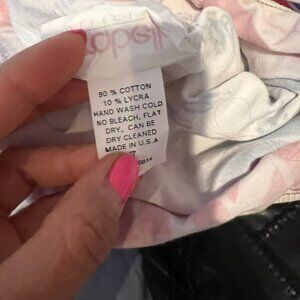 90 % COTTON
10 % LYCRA
HAND WASH COLD
NO BLEACH, FLAT
DRY, CAN BE
DRY CLEANED
MADE IN U.S.A